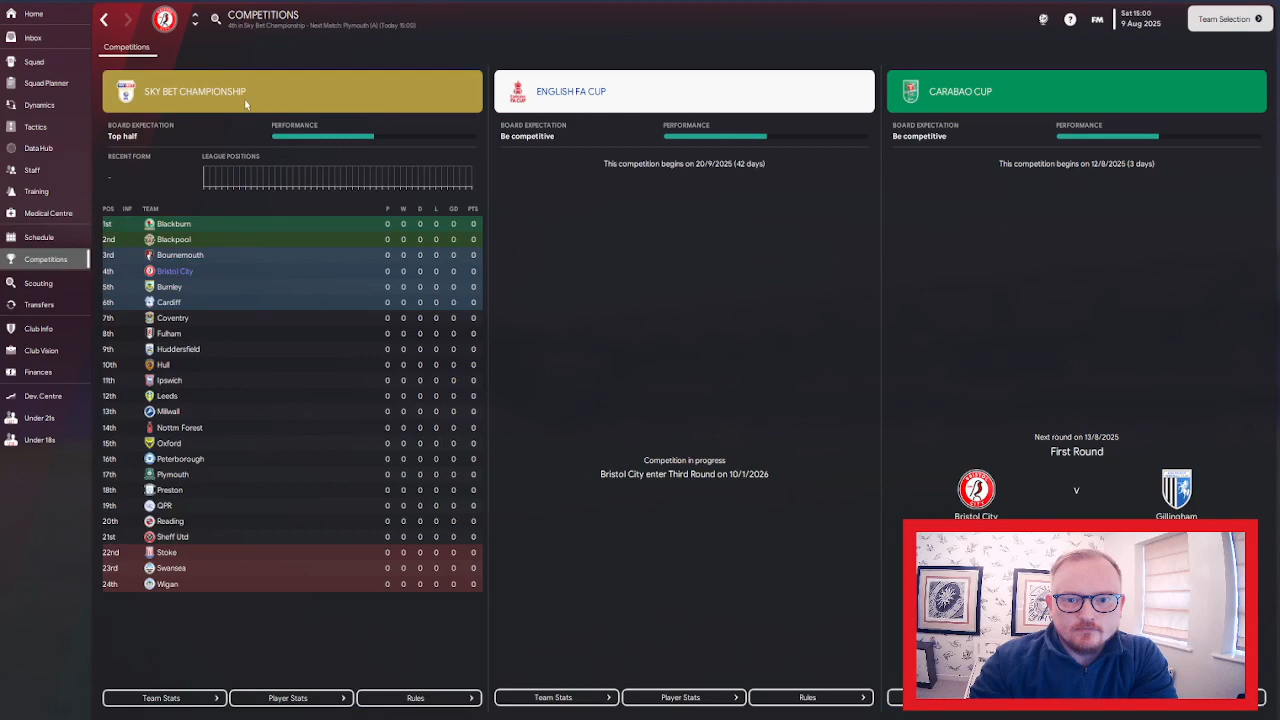 Home
Inbox
Squad
Squad Planner
Dynamics
Tactics
Data Hub
Staff
Training
Medical Centre
Schedule
Competitions
Scouting
Transfers
Club Info
Club Vision
Finances
Dev. Centre
Under 21s
Under 18s
COMPETITIONS
4th in Sky Bet Championship - Next Match: Plymouth (A) (Today 15:00)
FM
Sat 15:00
9 Aug 2025
Team Selection
Competitions
SKY BET CHAMPIONSHIP
BOARD EXPECTATION PERFORMANCE
Top half
RECENT FORM LEAGUE POSITIONS
-
POS INF TEAM P W D L GD PTS
1st Blackburn 0 0 0 0 0 0
2nd Blackpool 0 0 0 0 0 0
3rd Bournemouth 0 0 0 0 0 0
4th Bristol City 0 0 0 0 0 0
5th Burnley 0 0 0 0 0 0
6th Cardiff 0 0 0 0 0 0
7th Coventry 0 0 0 0 0 0
8th Fulham 0 0 0 0 0 0
9th Huddersfield 0 0 0 0 0 0
10th Hull 0 0 0 0 0 0
11th Ipswich 0 0 0 0 0 0
12th Leeds 0 0 0 0 0 0
13th Millwall 0 0 0 0 0 0
14th Nottm Forest 0 0 0 0 0 0
15th Oxford 0 0 0 0 0 0
16th Peterborough 0 0 0 0 0 0
17th Plymouth 0 0 0 0 0 0
18th Preston 0 0 0 0 0 0
19th QPR 0 0 0 0 0 0
20th Reading 0 0 0 0 0 0
21st Sheff Utd 0 0 0 0 0 0
22nd Stoke 0 0 0 0 0 0
23rd Swansea 0 0 0 0 0 0
24th Wigan 0 0 0 0 0 0
Team Stats
Player Stats
Rules
ENGLISH FA CUP
BOARD EXPECTATION PERFORMANCE
Be competitive
This competition begins on 20/9/2025 (42 days)
Competition in progress
Bristol City enter Third Round on 10/1/2026
Team Stats
Player Stats
Rules
CARABAO CUP
BOARD EXPECTATION PERFORMANCE
Be competitive
This competition begins on 12/8/2025 (3 days)
Next round on 13/8/2025
First Round
V
Bristol City Gillingham